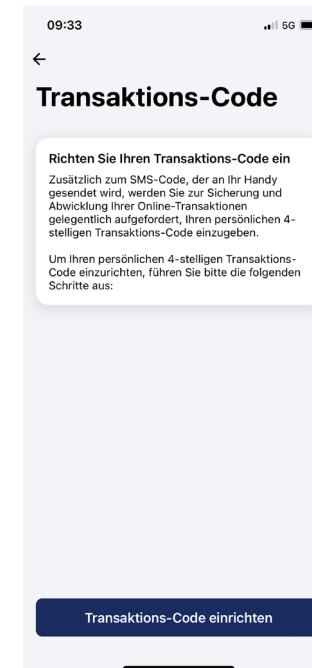 09:33 5G
Transaktions-Code
Richten Sie Ihren Transaktions-Code ein
Zusätzlich zum SMS-Code, der an Ihr Handy
gesendet wird, werden Sie zur Sicherung und
Abwicklung Ihrer Online-Transaktionen
gelegentlich aufgefordert, Ihren persönlichen 4-
stelligen Transaktions-Code einzugeben.
Um Ihren persönlichen 4-stelligen Transaktions-
Code einzurichten, führen Sie bitte die folgenden
Schritte aus:
Transaktions-Code einrichten